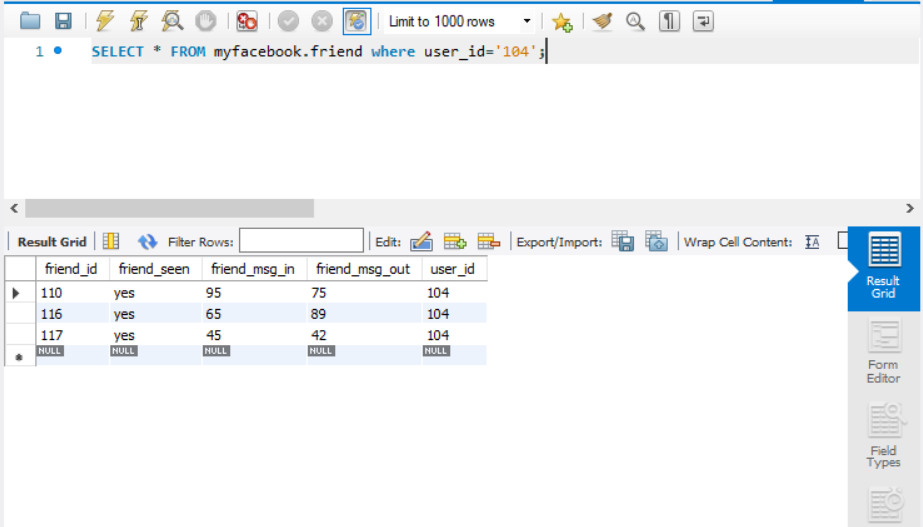 Limit to 1000 rows
1 SELECT * FROM myfacebook.friend where user_id='104';
Result Grid Filter Rows: Edit: Export/Import: Wrap Cell Content:
friend_id friend_seen friend_msg_in friend_msg_out user_id
110 yes 95 75 104
116 yes 65 89 104
117 yes 45 42 104
NULL NULL NULL NULL NULL
Result
Grid
Form
Editor
Field
Types